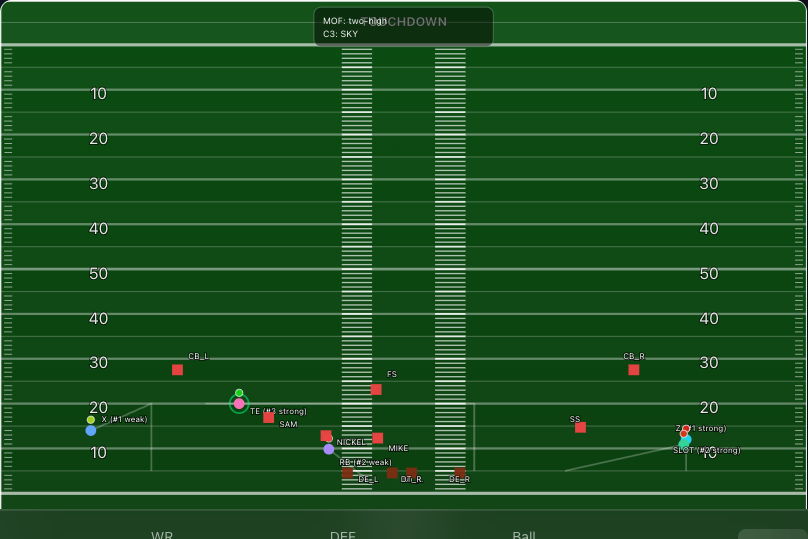 TOUCHDOWN
MOF: two-high
C3: SKY
10 10
20 20
30 30
40 40
50 50
40 40
30 30
CB_L CB_R
FS
20 20
TE (#3 strong)
X (#1 weak)
SS
SAM
Z (#1 strong)
NICKEL
MIKE
SLOT (#2 strong)
10 10
RB (#2 weak)
DE_L DT_R DE_R
WR DEF Ball